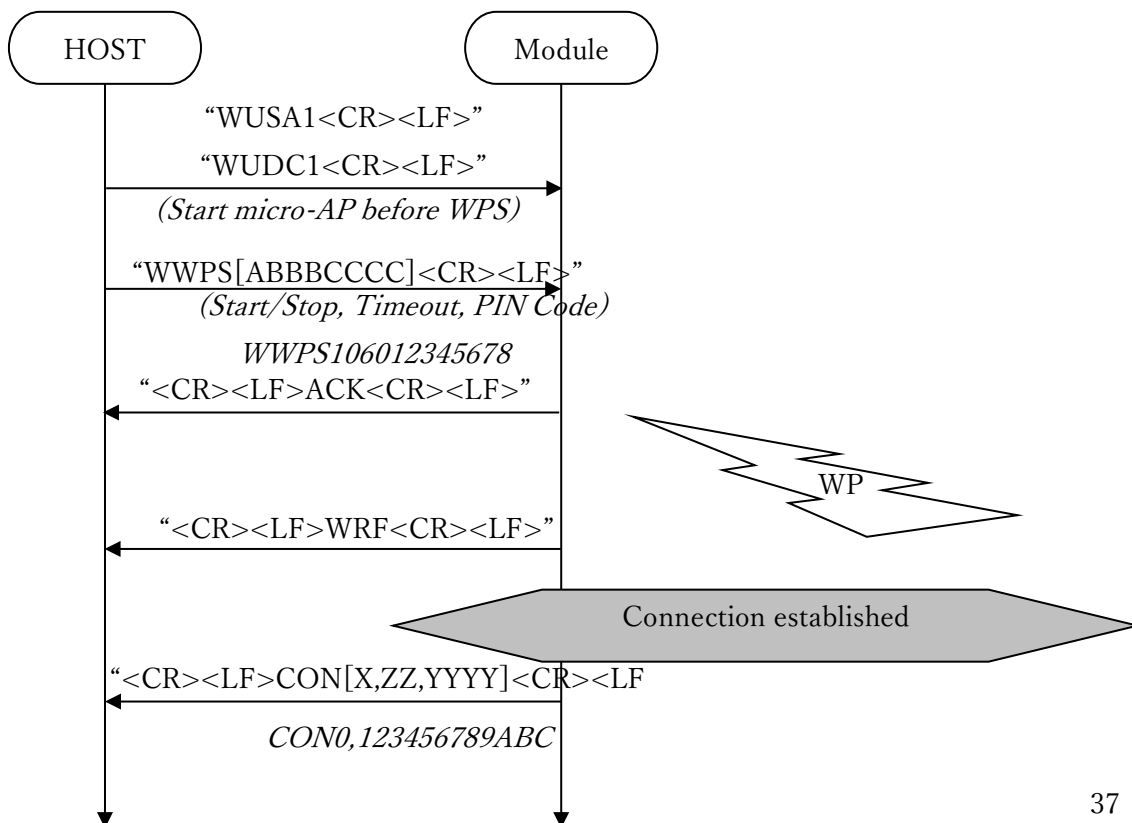 HOST
Module
“WUSA1<CR><LF>”
“WUDC1<CR><LF>”
(Start micro-AP before WPS)
“WWPS[ABBBCCCC]<CR><LF>”
(Start/Stop, Timeout, PIN Code)
WWPS106012345678
“<CR><LF>ACK<CR><LF>”
WP
“<CR><LF>WRF<CR><LF>”
Connection established
“<CR><LF>CON[X,ZZ,YYYY]<CR><LF
CON0,123456789ABC
37